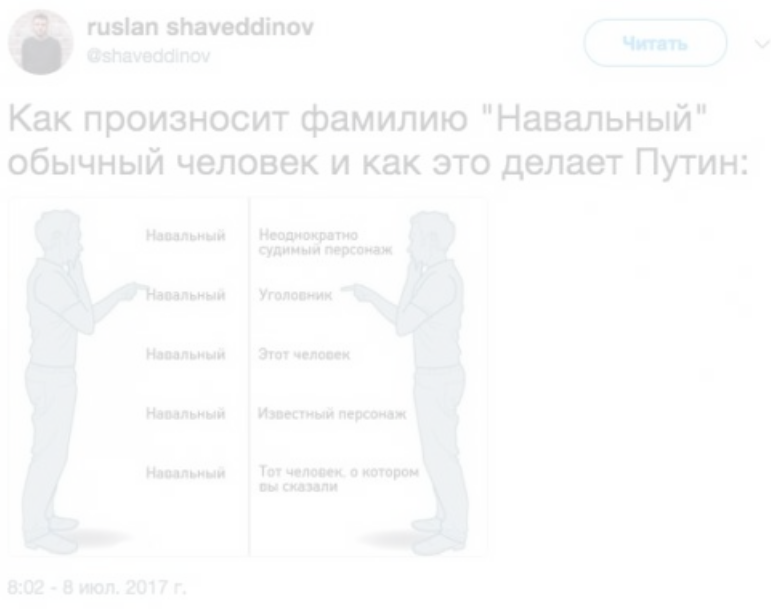 ruslan shaveddinov
@shaveddinov
Читать
Как произносит фамилию "Навальный"
обычный человек и как это делает Путин:
Навальный
Навальный
Навальный
Навальный
Навальный
Неоднократно
судимый персонаж
Уголовник
Этот человек
Известный персонаж
Тот человек, о котором
вы сказали
8:02 - 8 июл. 2017 г.